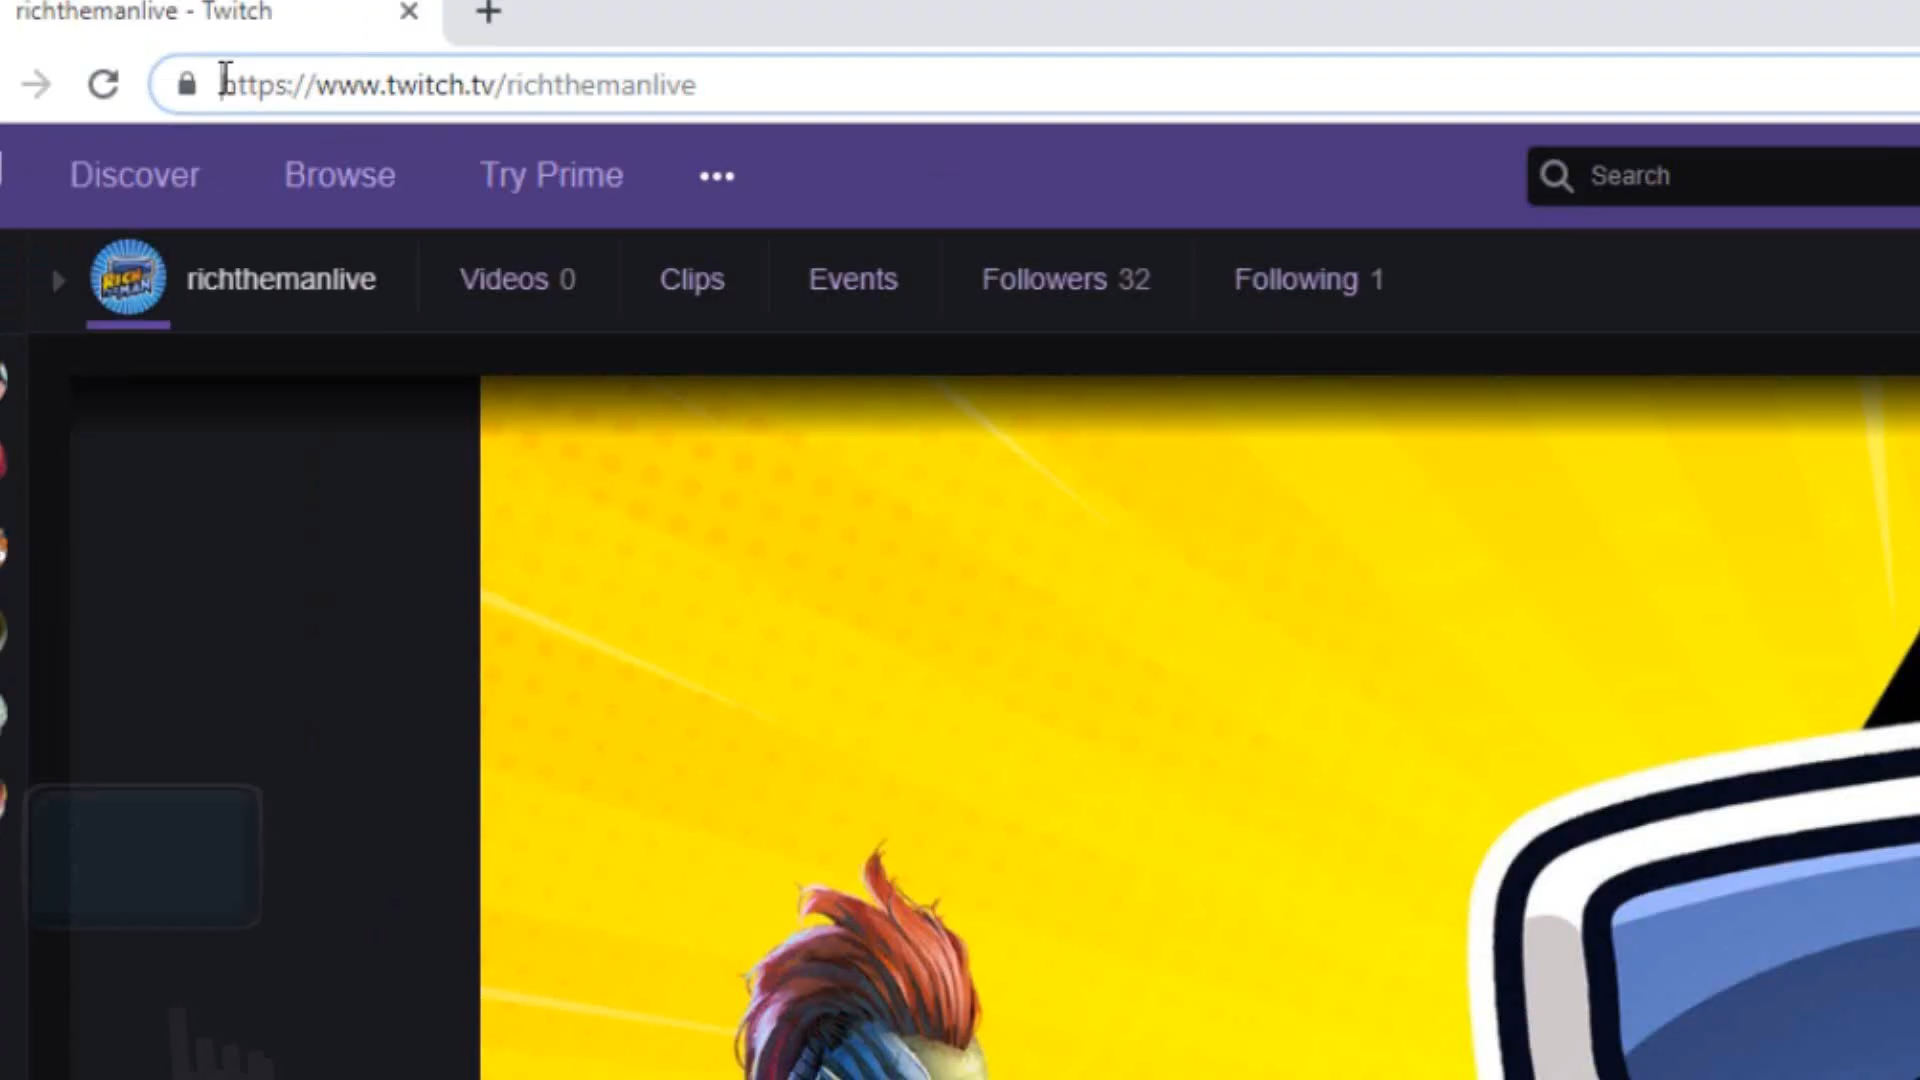 richthemanlive - Twitch
https://www.twitch.tv/richthemanlive
Discover Browse Try Prime
Search
RICH
richthemanlive Videos 0 Clips Events Followers 32 Following 1